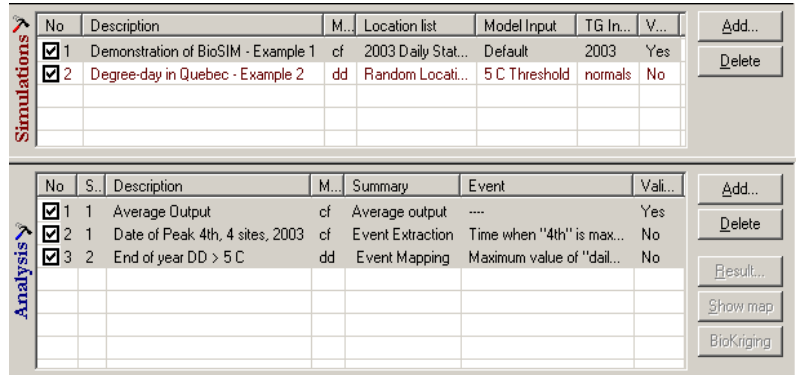 Simulations
No Description M... Location list Model Input TG In... V...
1 Demonstration of BioSIM - Example 1 cf 2003 Daily Stat... Default 2003 Yes
2 Degree-day in Quebec - Example 2 dd Random Locati... 5 C Threshold normals No
Add...
Delete
Analysis
No S.. Description M... Summary Event Vali...
1 1 Average Output cf Average output ---- Yes
2 1 Date of Peak 4th, 4 sites, 2003 cf Event Extraction Time when "4th" is max... No
3 2 End of year DD > 5 C dd Event Mapping Maximum value of "dail... No
Add...
Delete
Result...
Show map
BioKriging